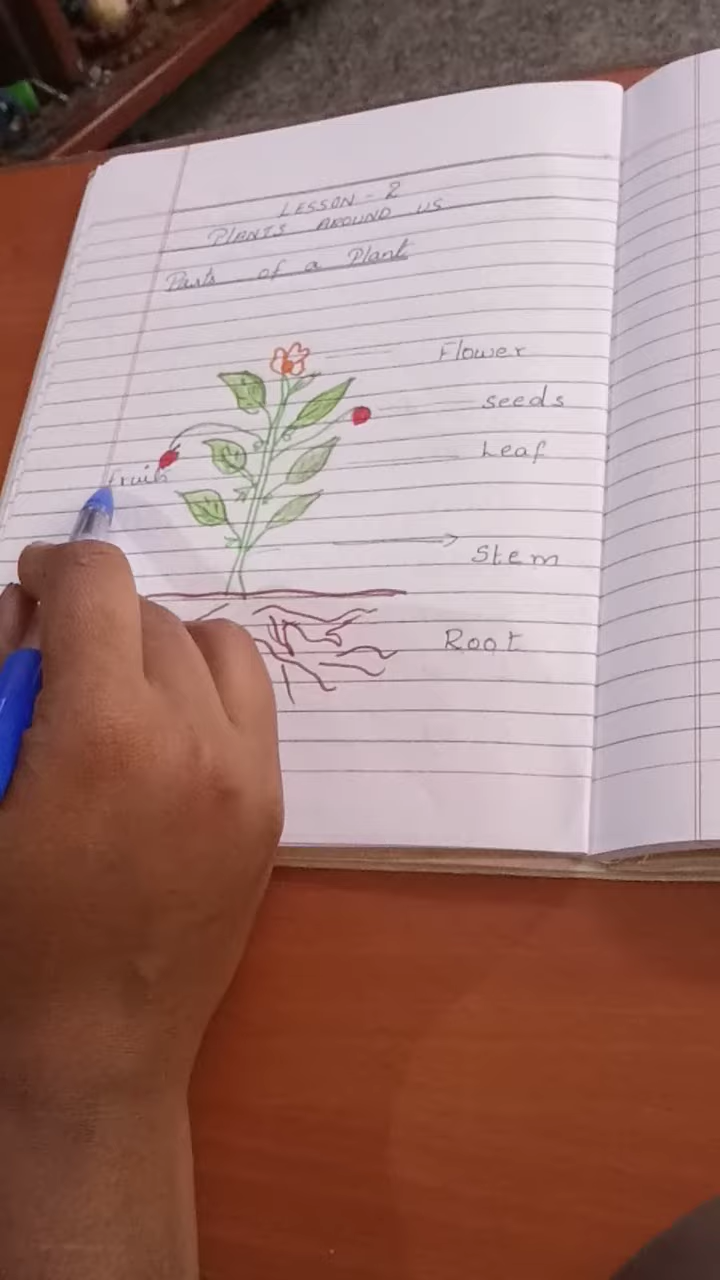 LESSON - 2
PLANTS AROUND US
Parts of a Plant
Flower
seeds
Leaf
fruit
Stem
Root